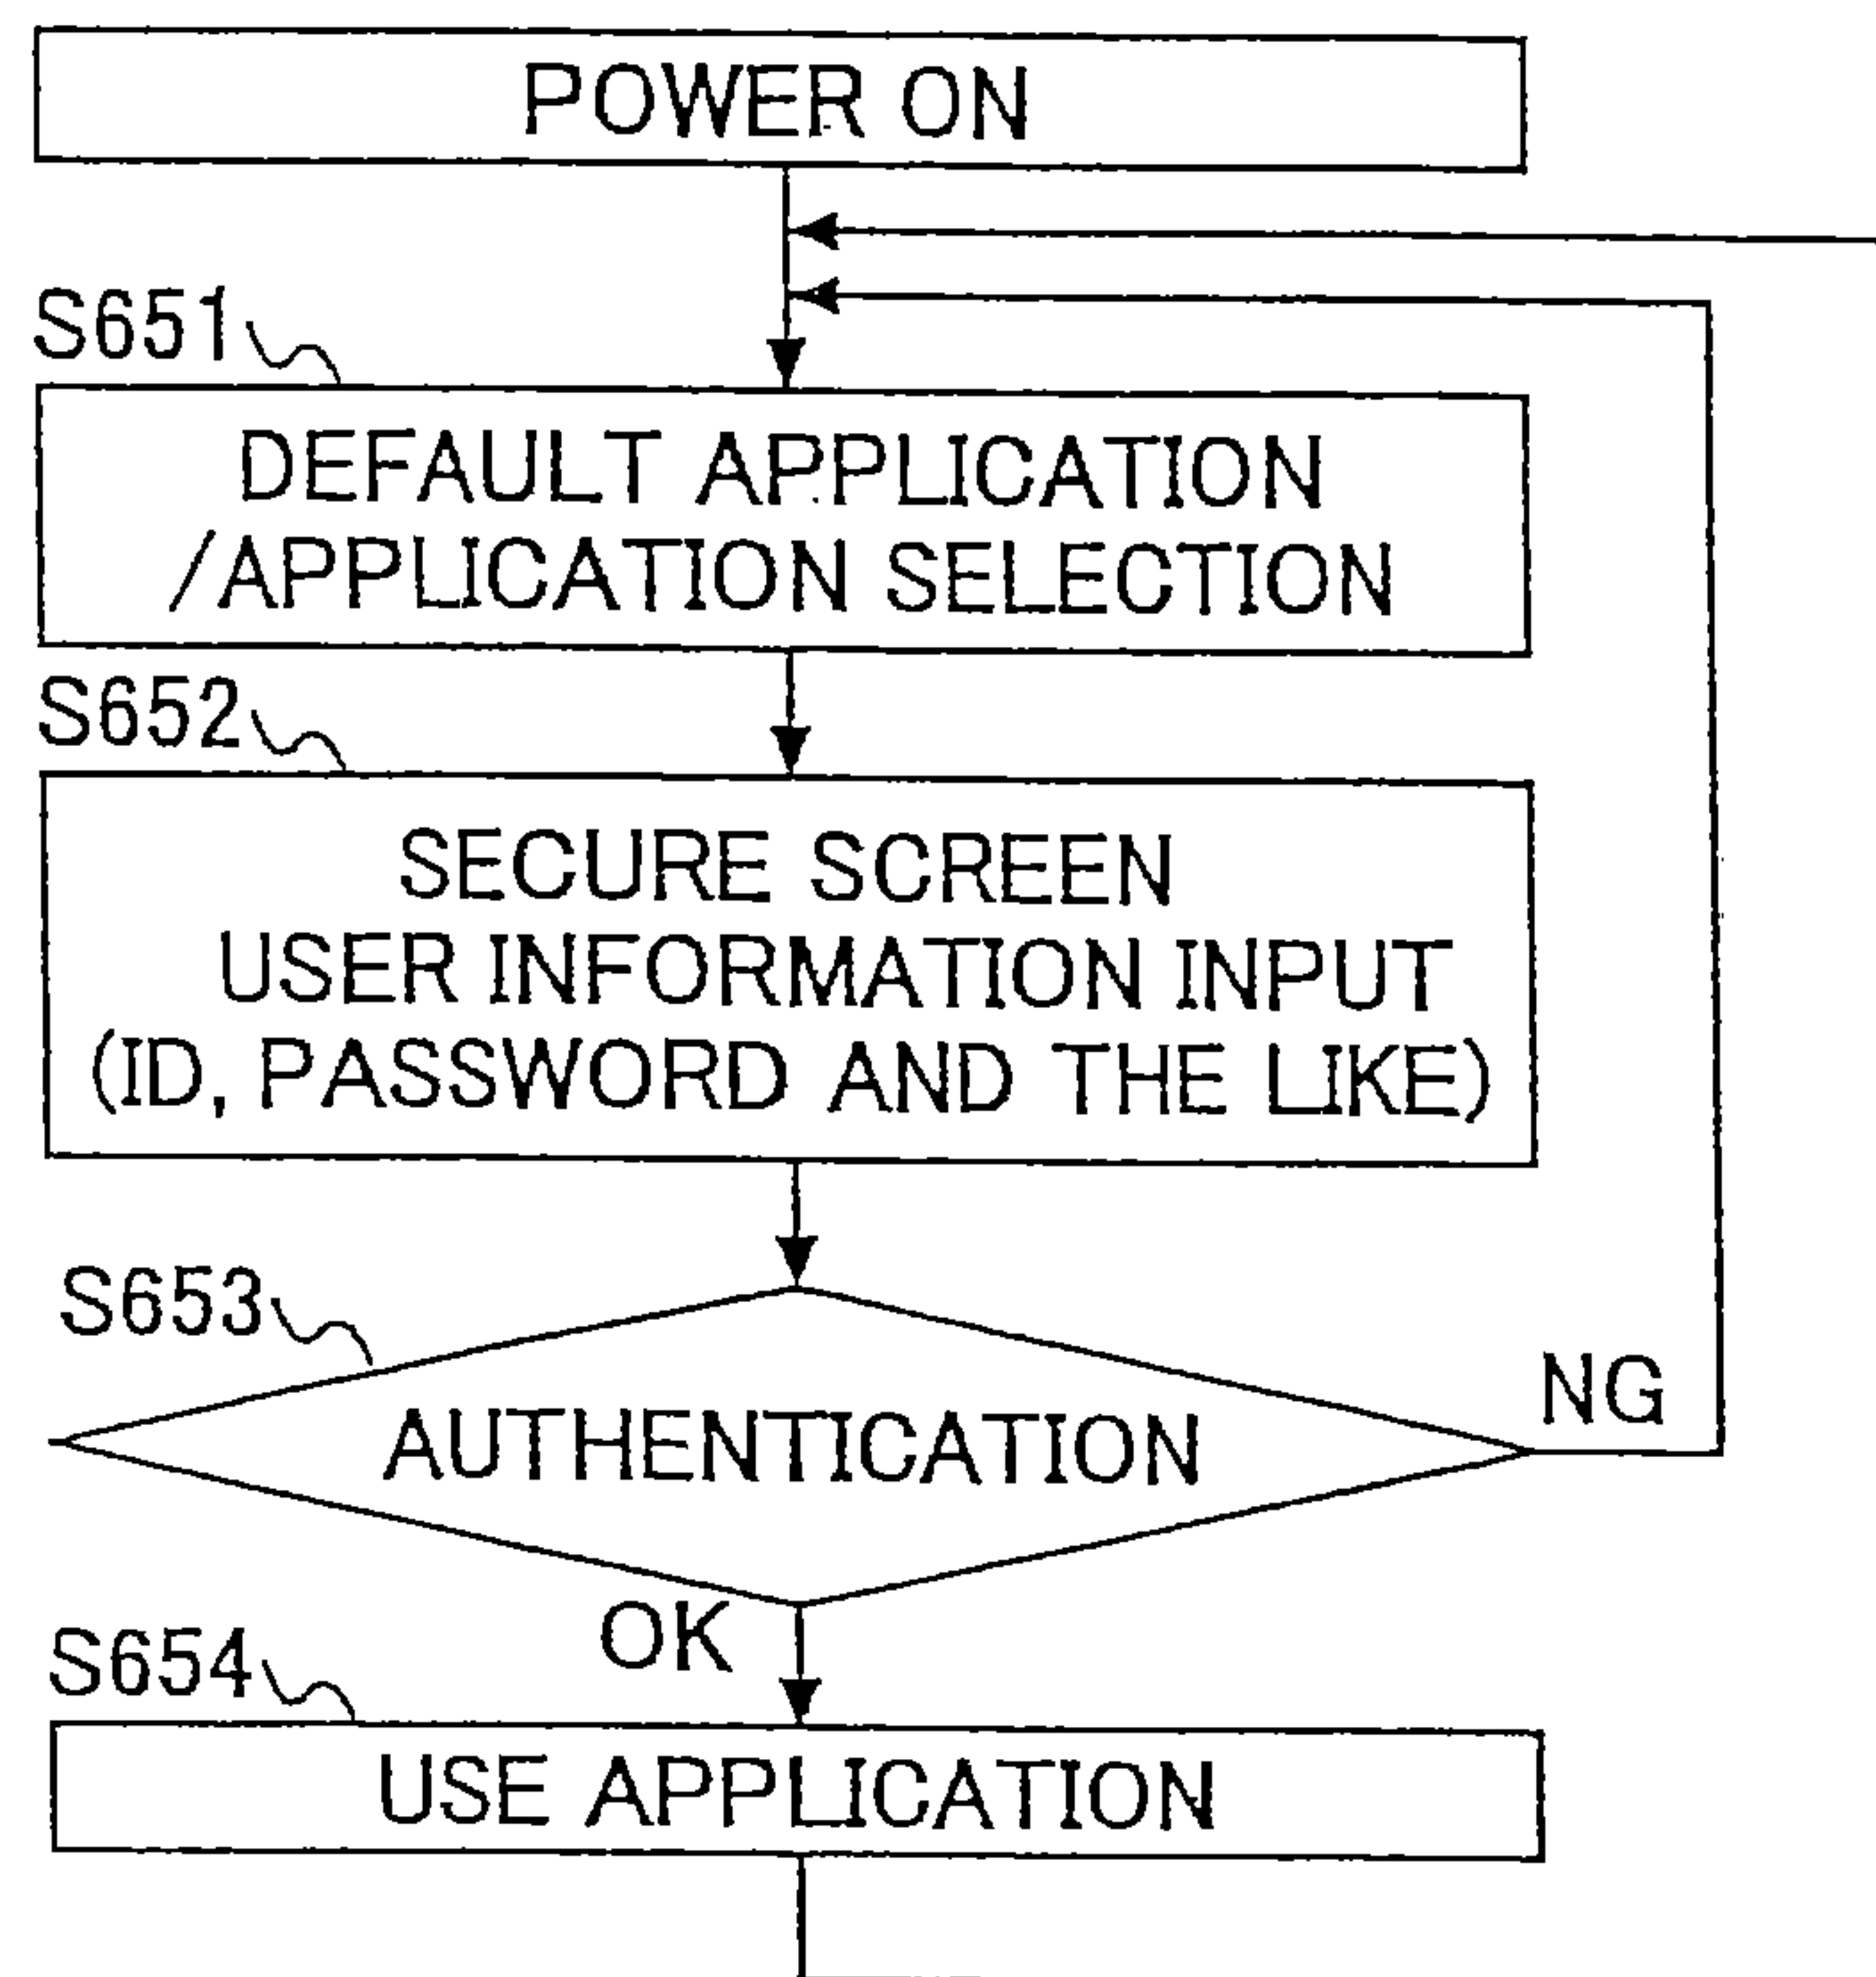 POWER ON
S651
DEFAULT APPLICATION
/APPLICATION SELECTION
S652
SECURE SCREEN
USER INFORMATION INPUT
(ID, PASSWORD AND THE LIKE)
S653
AUTHENTICATION
NG
OK
S654
USE APPLICATION